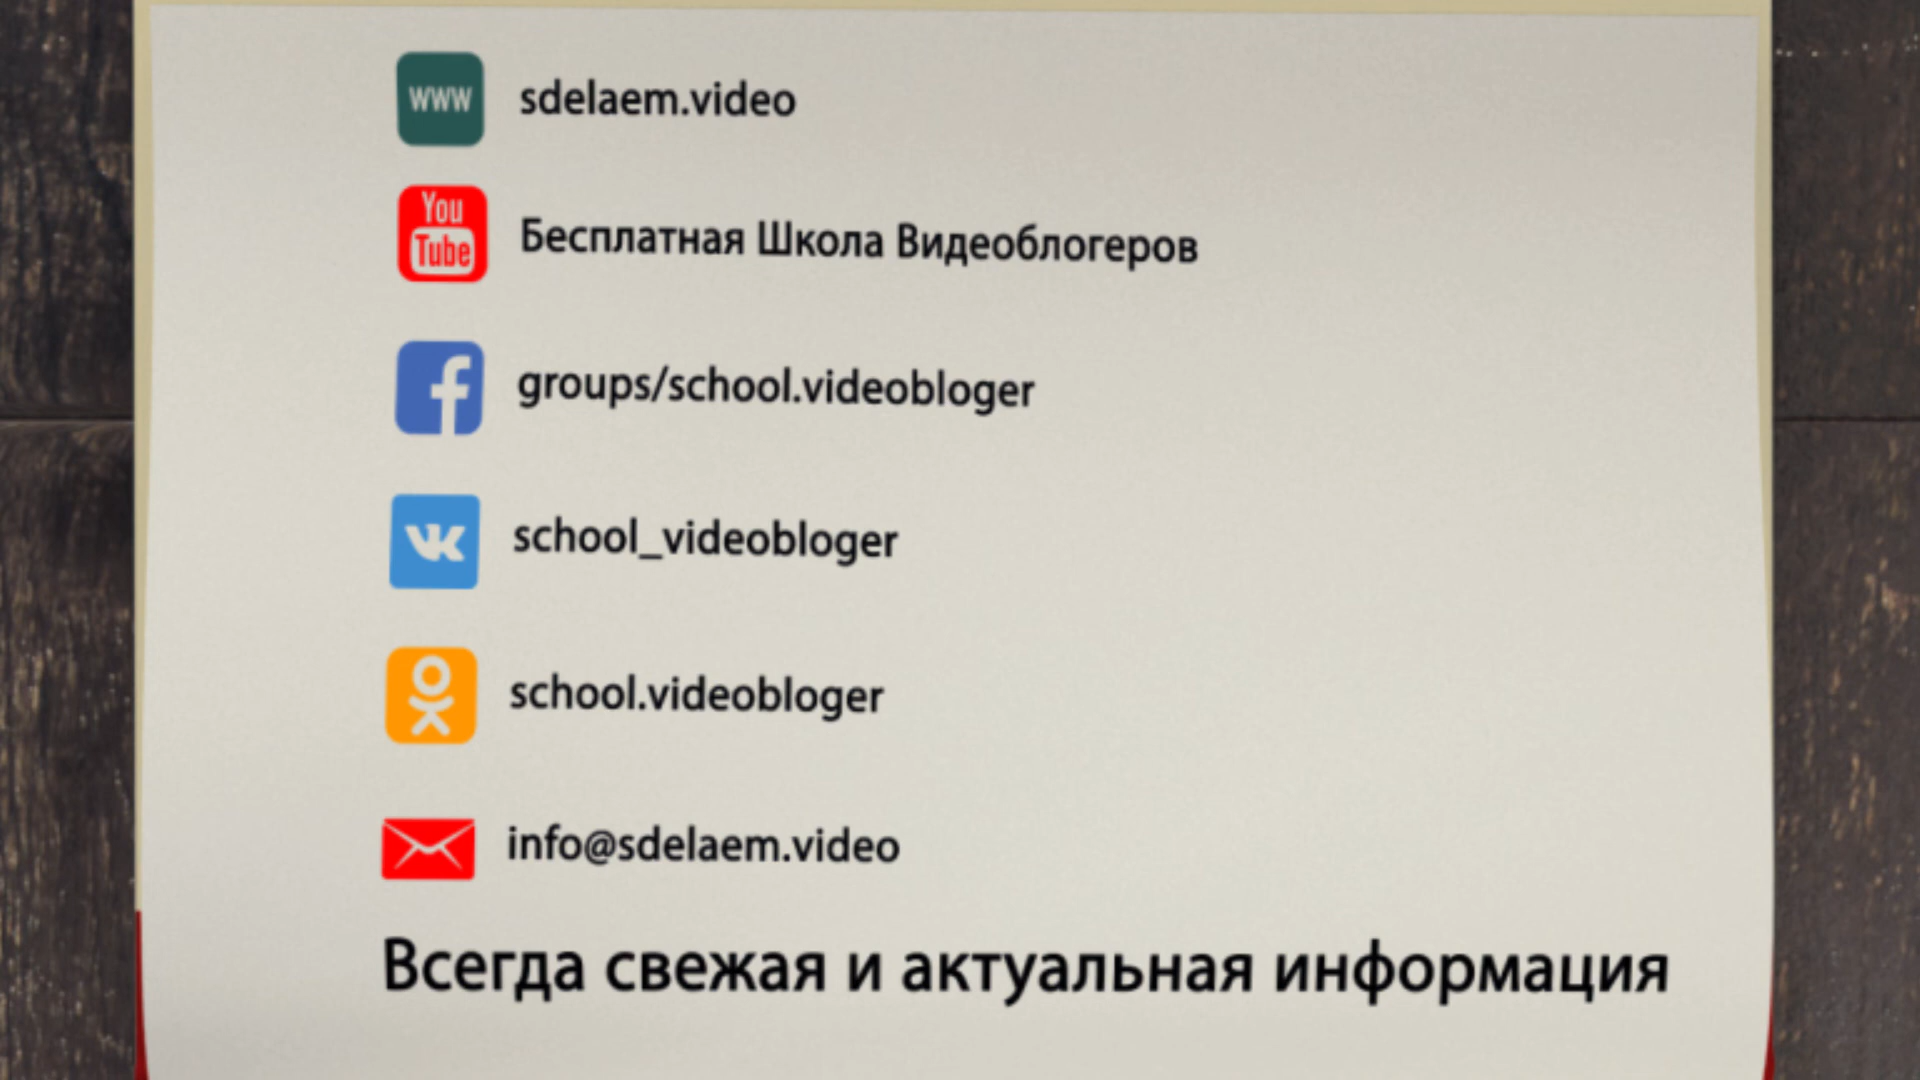 www sdelaem.video
You Tube Бесплатная Школа Видеоблогеров
groups/school.videobloger
school_videobloger
school.videobloger
info@sdelaem.video
Всегда свежая и актуальная информация